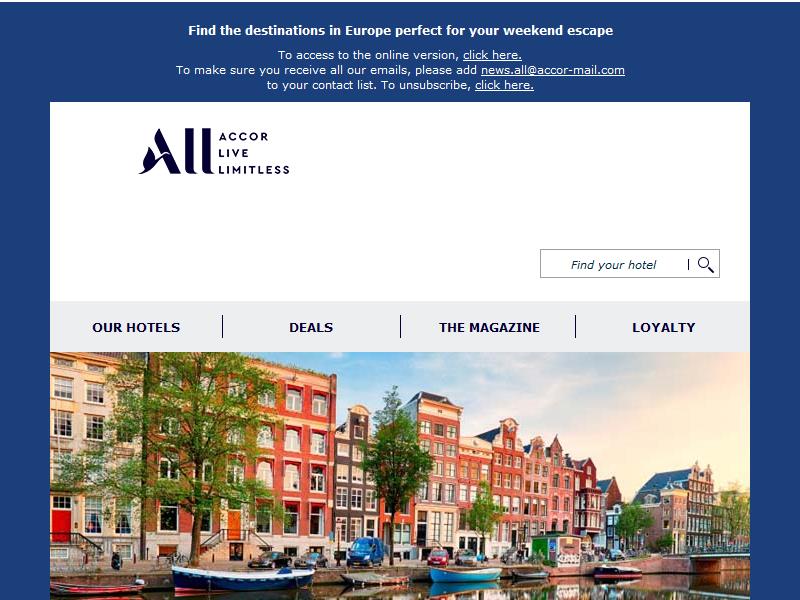 Find the destinations in Europe perfect for your weekend escape
To access to the online version, click here.
To make sure you receive all our emails, please add news.all@accor-mail.com
to your contact list. To unsubscribe, click here.
All ACCOR
LIVE
LIMITLESS
Find your hotel
OUR HOTELS
DEALS
THE MAGAZINE
LOYALTY